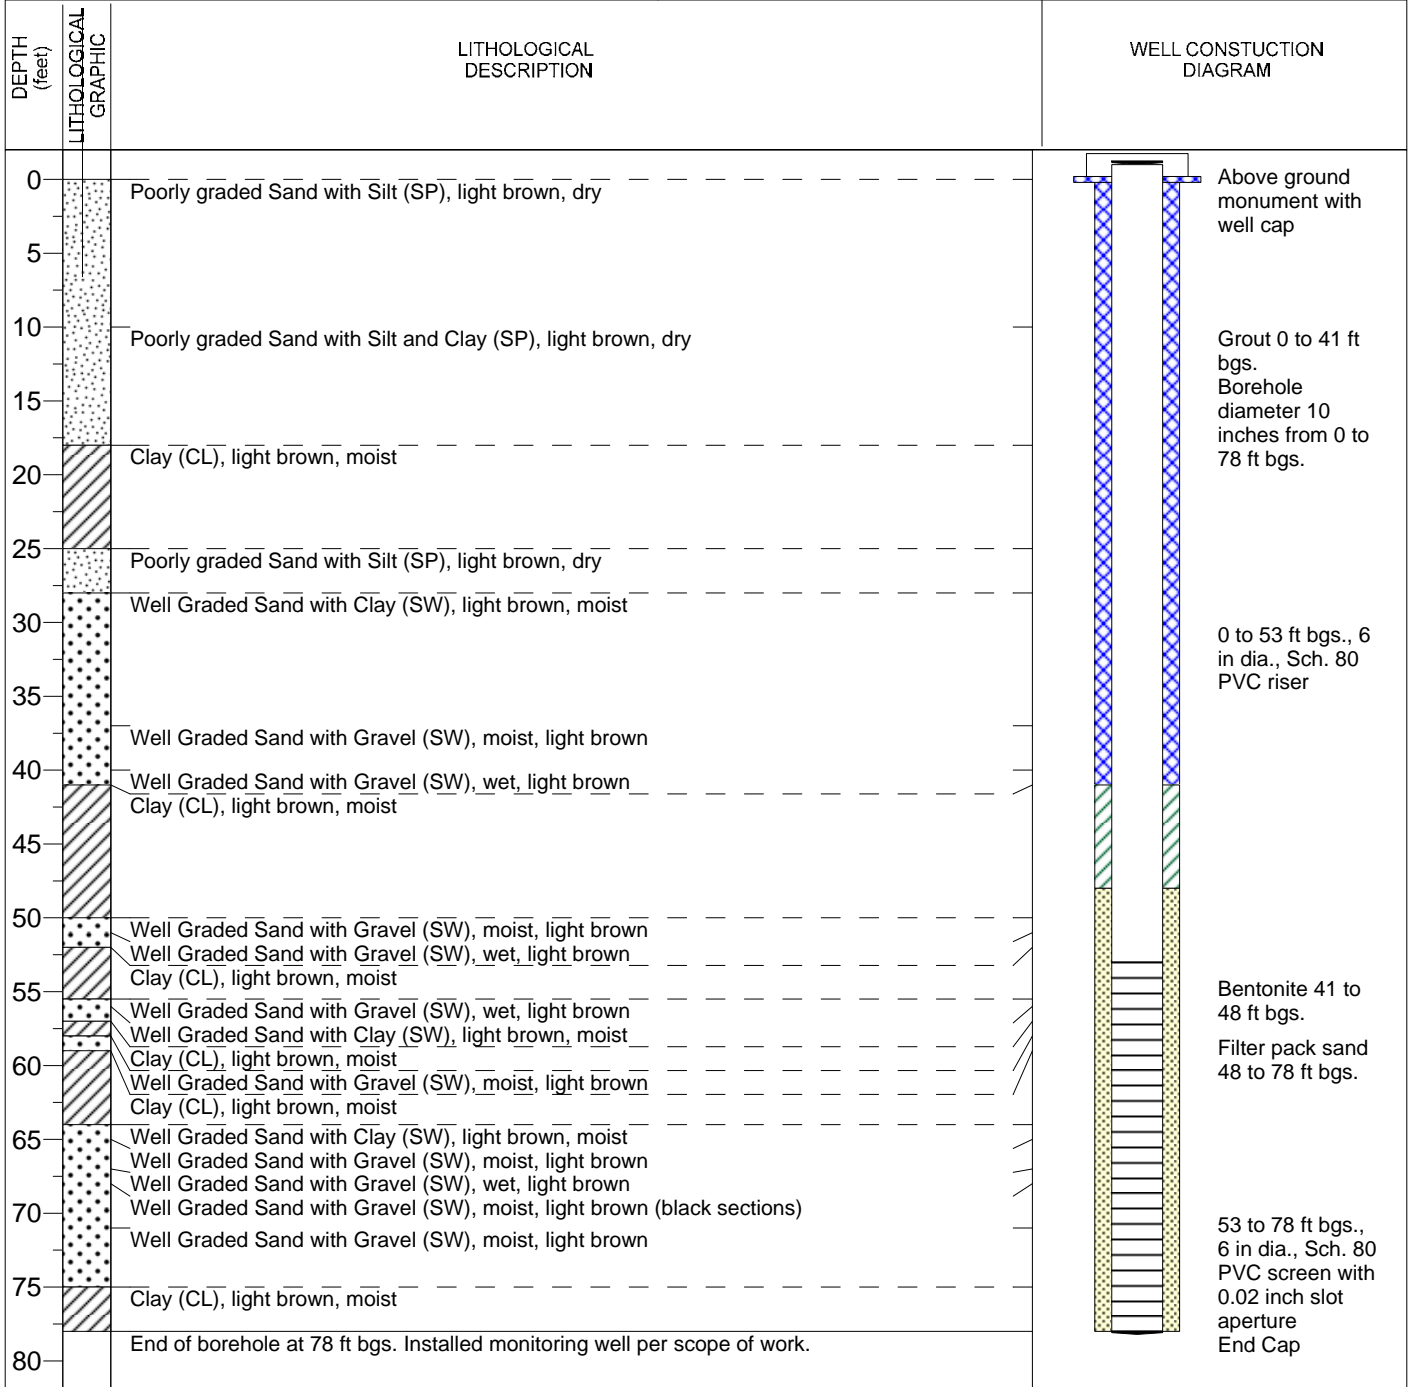 DEPTH
(feet)
LITHOLOGICAL
GRAPHIC
LITHOLOGICAL
DESCRIPTION
WELL CONSTUCTION
DIAGRAM
0
5
10
15
20
25
30
35
40
45
50
55
60
65
70
75
80
Poorly graded Sand with Silt (SP), light brown, dry
Poorly graded Sand with Silt and Clay (SP), light brown, dry
Clay (CL), light brown, moist
Poorly graded Sand with Silt (SP), light brown, dry
Well Graded Sand with Clay (SW), light brown, moist
Well Graded Sand with Gravel (SW), moist, light brown
Well Graded Sand with Gravel (SW), wet, light brown
Clay (CL), light brown, moist
Well Graded Sand with Gravel (SW), moist, light brown
Well Graded Sand with Gravel (SW), wet, light brown
Clay (CL), light brown, moist
Well Graded Sand with Gravel (SW), wet, light brown
Well Graded Sand with Clay (SW), light brown, moist
Clay (CL), light brown, moist
Well Graded Sand with Gravel (SW), moist, light brown
Clay (CL), light brown, moist
Well Graded Sand with Clay (SW), light brown, moist
Well Graded Sand with Gravel (SW), moist, light brown
Well Graded Sand with Gravel (SW), wet, light brown
Well Graded Sand with Gravel (SW), moist, light brown (black sections)
Well Graded Sand with Gravel (SW), moist, light brown
Clay (CL), light brown, moist
End of borehole at 78 ft bgs. Installed monitoring well per scope of work.
Above ground
monument with
well cap
Grout 0 to 41 ft
bgs.
Borehole
diameter 10
inches from 0 to
78 ft bgs.
0 to 53 ft bgs., 6
in dia., Sch. 80
PVC riser
Bentonite 41 to
48 ft bgs.
Filter pack sand
48 to 78 ft bgs.
53 to 78 ft bgs.,
6 in dia., Sch. 80
PVC screen with
0.02 inch slot
aperture
End Cap